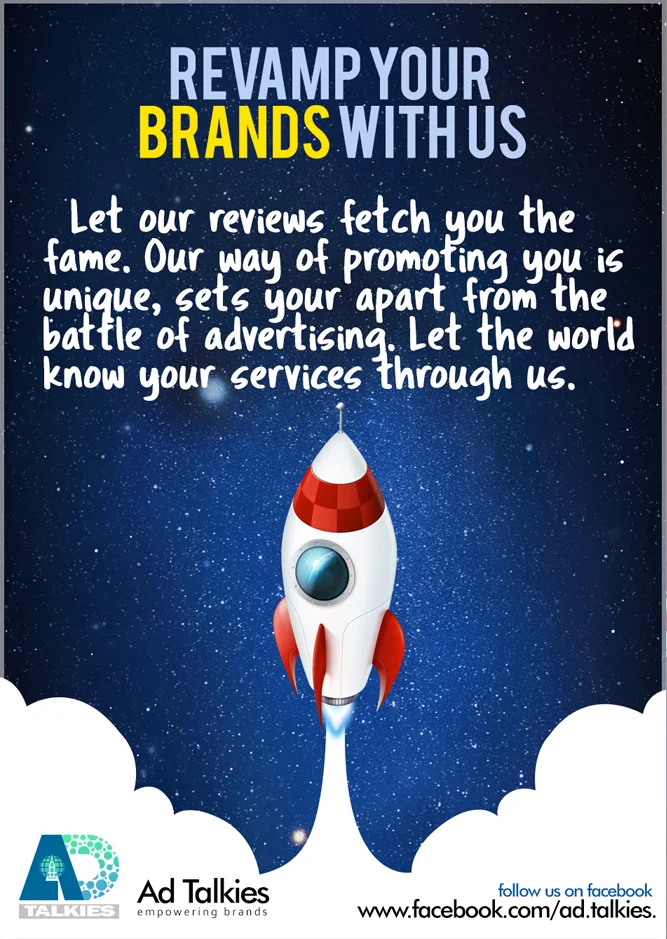 REVAMP YOUR
BRANDS WITH US
Let our reviews fetch you the
fame. Our way of promoting you is
unique, sets your apart from the
battle of advertising. Let the world
know your services through us.
AD
TALKIES
Ad Talkies
empowering brands
follow us on facebook
www.facebook.com/ad.talkies.